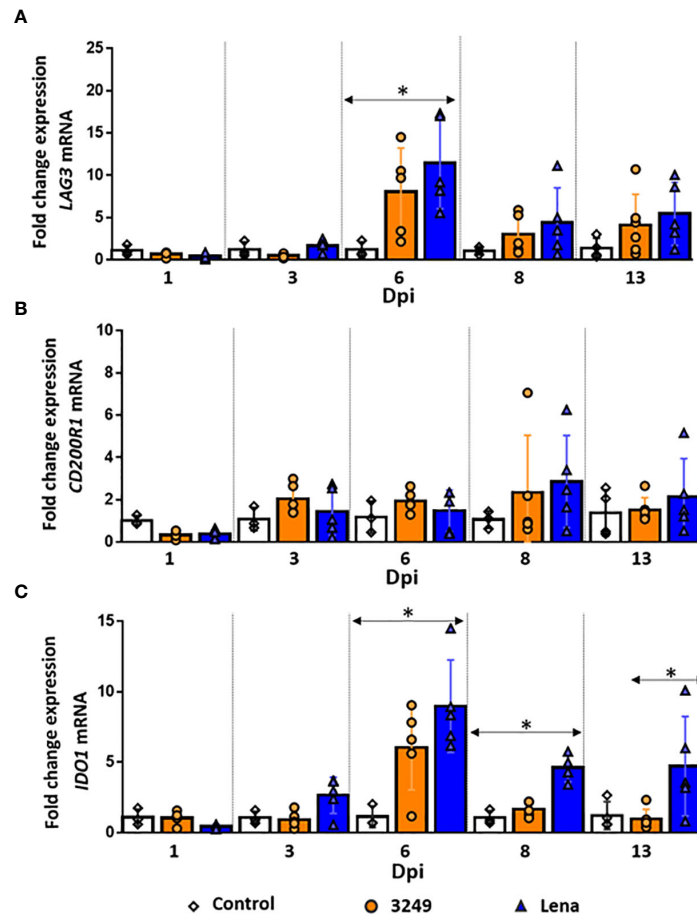 A
Fold change expression
LAG3 mRNA
25
20
15
10
5
0
*
1 3 6 8 13
Dpi
B
Fold change expression
CD200R1 mRNA
10
8
6
4
2
0
1 3 6 8 13
Dpi
C
Fold change expression
IDO1 mRNA
15
10
5
0
*
*
*
1 3 6 8 13
Dpi
Control 3249 Lena